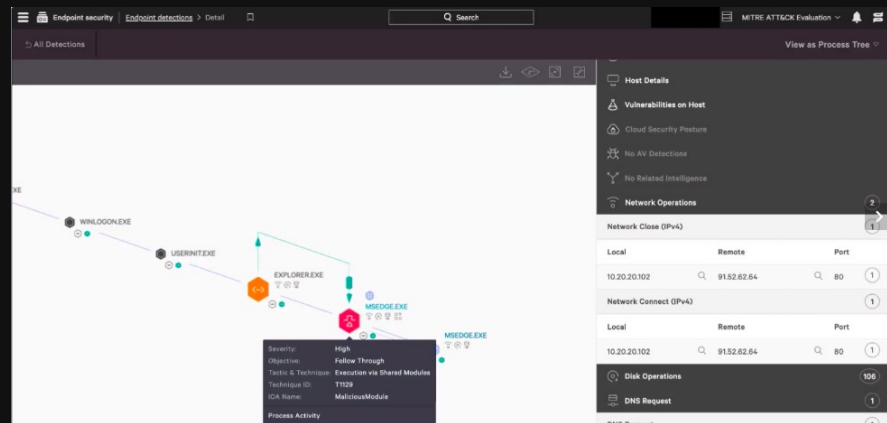 Endpoint security Endpoint detections > Detail Search MITRE ATT&CK Evaluation
All Detections View as Process Tree
Host Details
Vulnerabilities on Host
Cloud Security Posture
No AV Detections
No Related Intelligence
Network Operations 2
Network Close (IPv4) 1
Local Remote Port
10.20.20.102 91.52.62.64 80 1
Network Connect (IPv4) 1
Local Remote Port
10.20.20.102 91.52.62.64 80 1
Disk Operations 106
DNS Request 1
XE
WINLOGON.EXE
USERINIT.EXE
EXPLORER.EXE
MSEDGE.EXE
MSEDGE.EXE
Severity: High
Objective: Follow Through
Tactic & Technique: Execution via Shared Modules
Technique ID: T1129
IOA Name: MaliciousModule
Process Activity